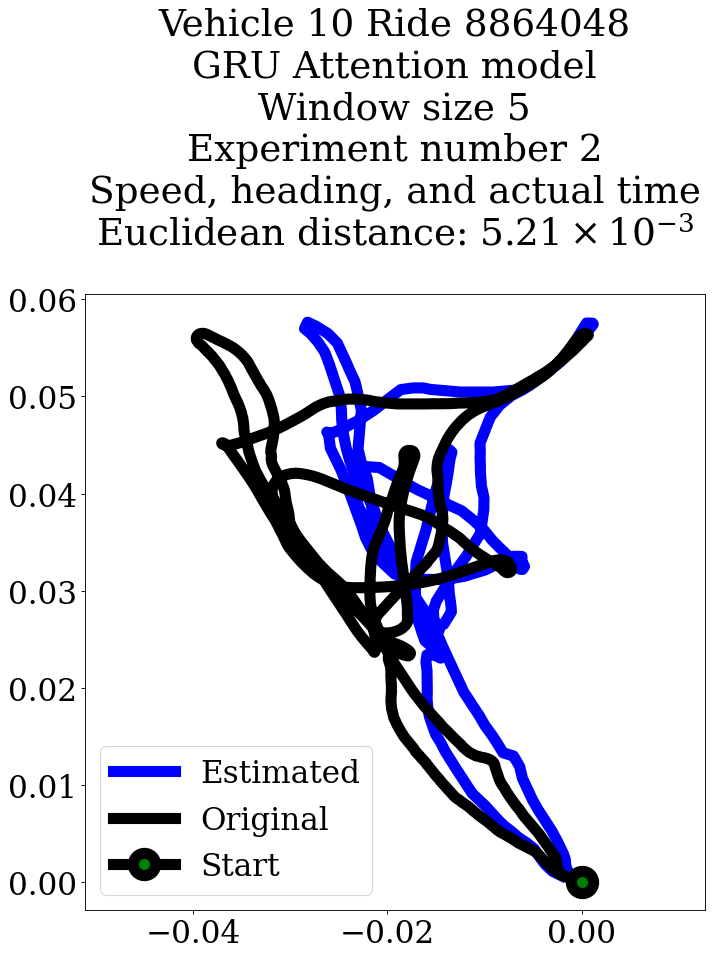 Vehicle 10 Ride 8864048
GRU Attention model
Window size 5
Experiment number 2
Speed, heading, and actual time
Euclidean distance: 5.21 × 10⁻³
0.06
0.05
0.04
0.03
0.02
0.01
0.00
Estimated
Original
Start
−0.04
−0.02
0.00